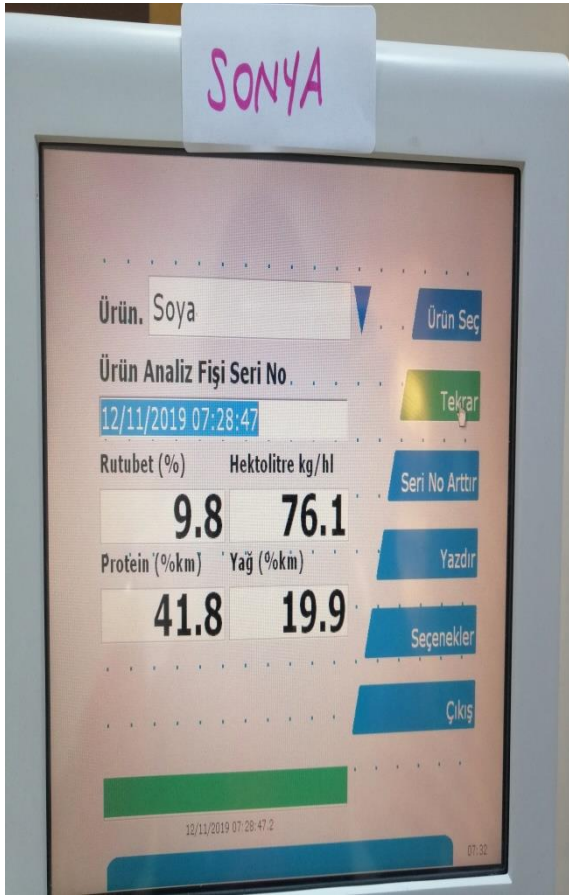 SONYA
Ürün. Soya
Ürün Seç
Ürün Analiz Fişi Seri No
Tekrar
12/11/2019 07:28:47
Rutubet (%) Hektolitre kg/hl
Seri No Arttır
9.8 76.1
Protein (%km) Yağ (%km)
Yazdır
41.8 19.9
Seçenekler
Çıkış
12/11/2019 07:28:47.2
07:32